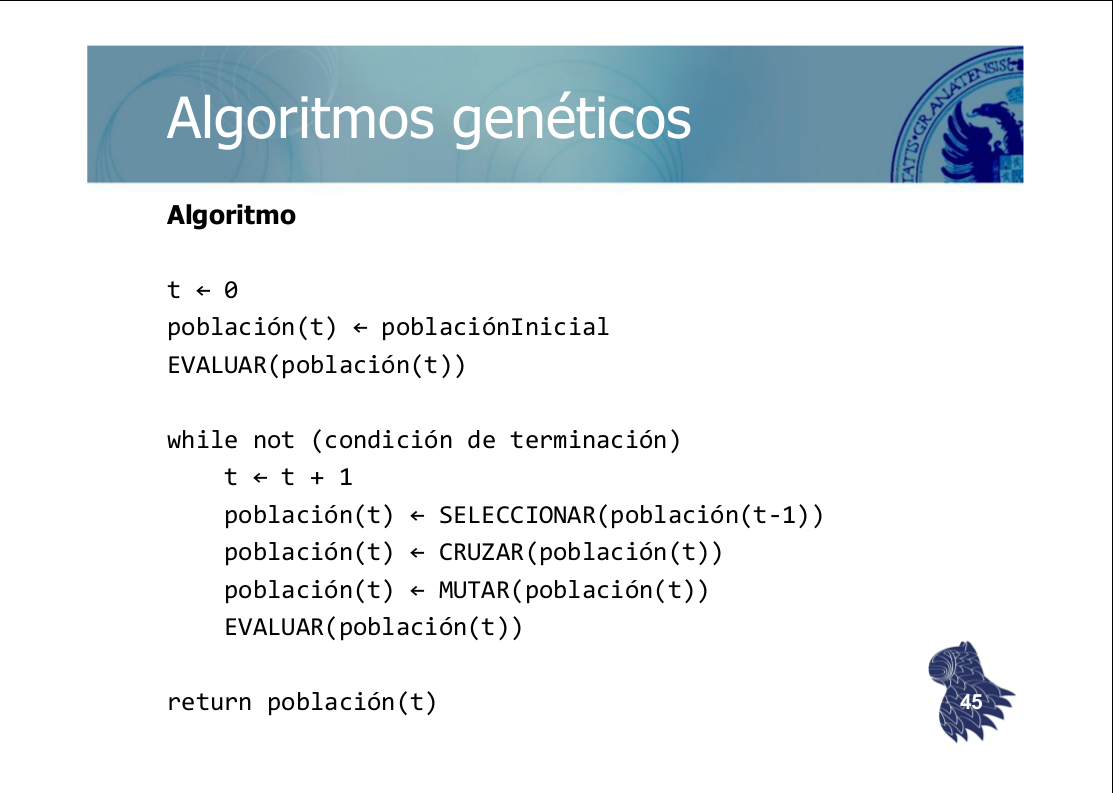 Algoritmos genéticos
TATIS·GRANATENSIS
Algoritmo
t ← 0
población(t) ← poblaciónInicial
EVALUAR(población(t))
while not (condición de terminación)
t ← t + 1
población(t) ← SELECCIONAR(población(t-1))
población(t) ← CRUZAR(población(t))
población(t) ← MUTAR(población(t))
EVALUAR(población(t))
return población(t)
45